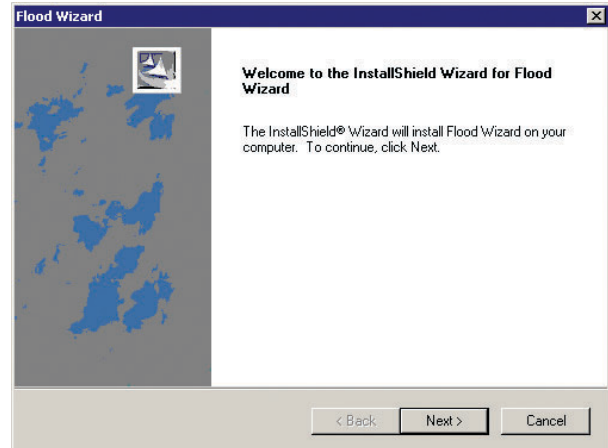 Flood Wizard
Welcome to the InstallShield Wizard for Flood
Wizard
The InstallShield® Wizard will install Flood Wizard on your
computer. To continue, click Next.
< Back
Next >
Cancel